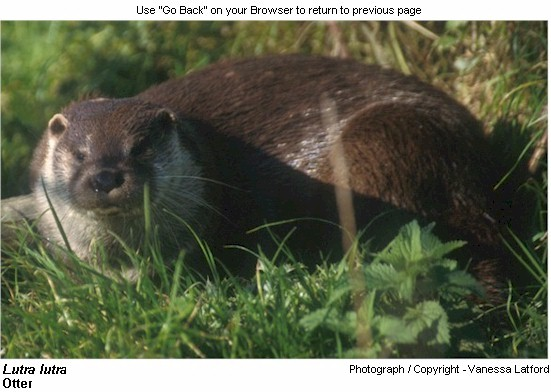 Use "Go Back" on your Browser to return to previous page
Lutra lutra
Otter
Photograph / Copyright - Vanessa Latford